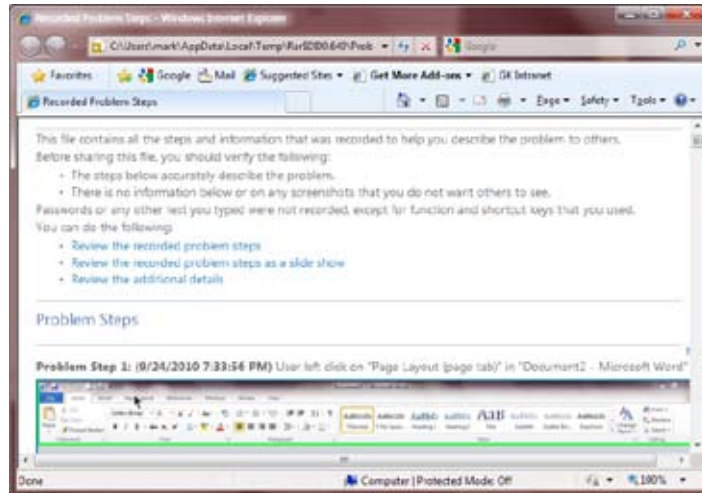 Recorded Problem Steps - Windows Internet Explorer
Google
Favorites Google Mail Suggested Sites Get More Add-ons GK Intranet
Recorded Problem Steps Page Safety Tools
This file contains all the steps and information that was recorded to help you describe the problem to others.
Before sharing this file, you should verify the following:
• The steps below accurately describe the problem.
• There is no information below or on any screenshots that you do not want others to see.
Passwords or any other text you typed were not recorded, except for function and shortcut keys that you used.
You can do the following:
• Review the recorded problem steps
• Review the recorded problem steps as a slide show
• Review the additional details
Problem Steps
Problem Step 1: (9/24/2010 7:33:56 PM) User left click on "Page Layout (page tab)" in "Document2 - Microsoft Word"
Done Computer | Protected Mode: Off 100%